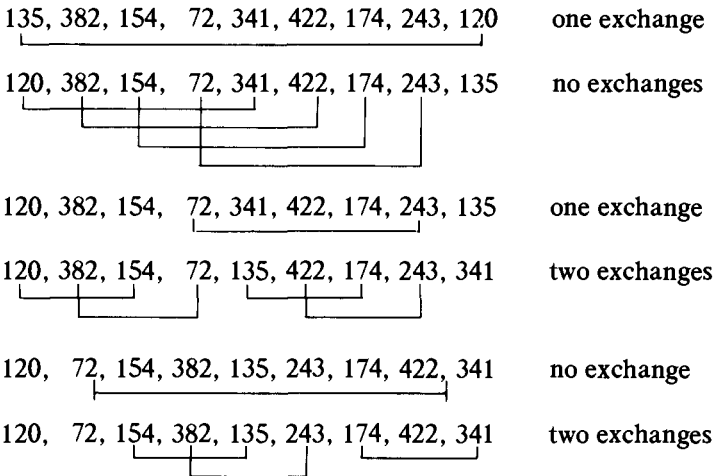 135, 382, 154, 72, 341, 422, 174, 243, 120 one exchange
120, 382, 154, 72, 341, 422, 174, 243, 135 no exchanges
120, 382, 154, 72, 341, 422, 174, 243, 135 one exchange
120, 382, 154, 72, 135, 422, 174, 243, 341 two exchanges
120, 72, 154, 382, 135, 243, 174, 422, 341 no exchange
120, 72, 154, 382, 135, 243, 174, 422, 341 two exchanges